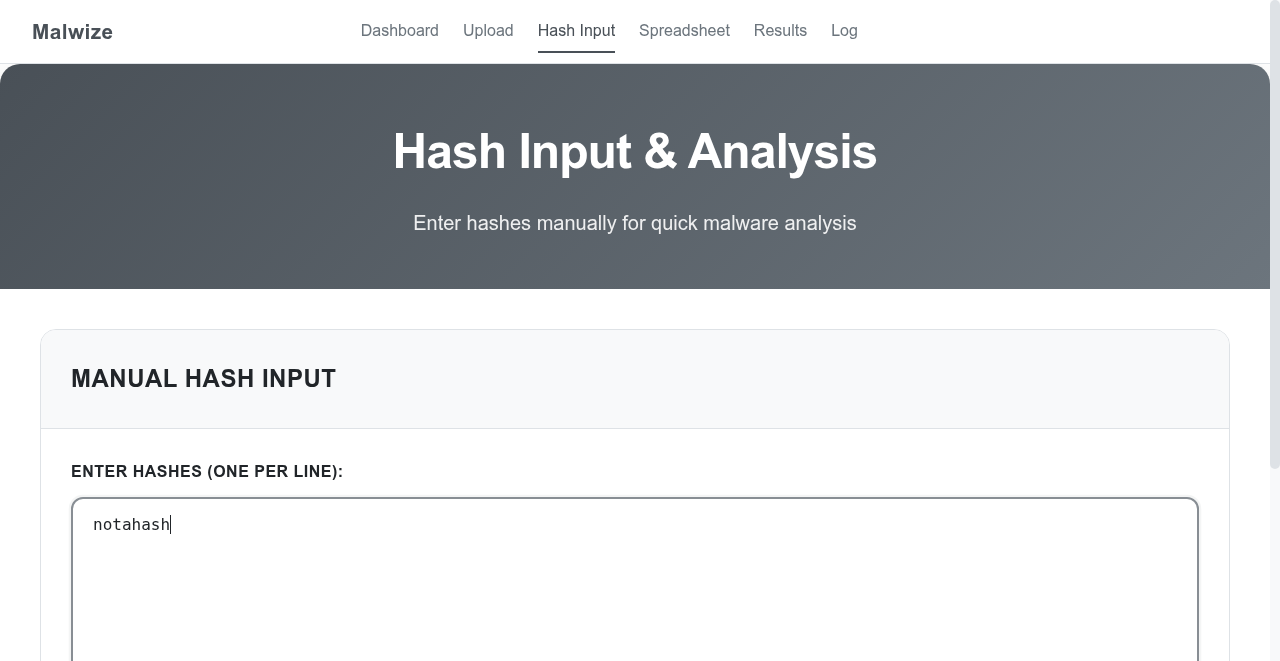 Malwize
Dashboard Upload Hash Input Spreadsheet Results Log
Hash Input & Analysis
Enter hashes manually for quick malware analysis
MANUAL HASH INPUT
ENTER HASHES (ONE PER LINE):
notahash